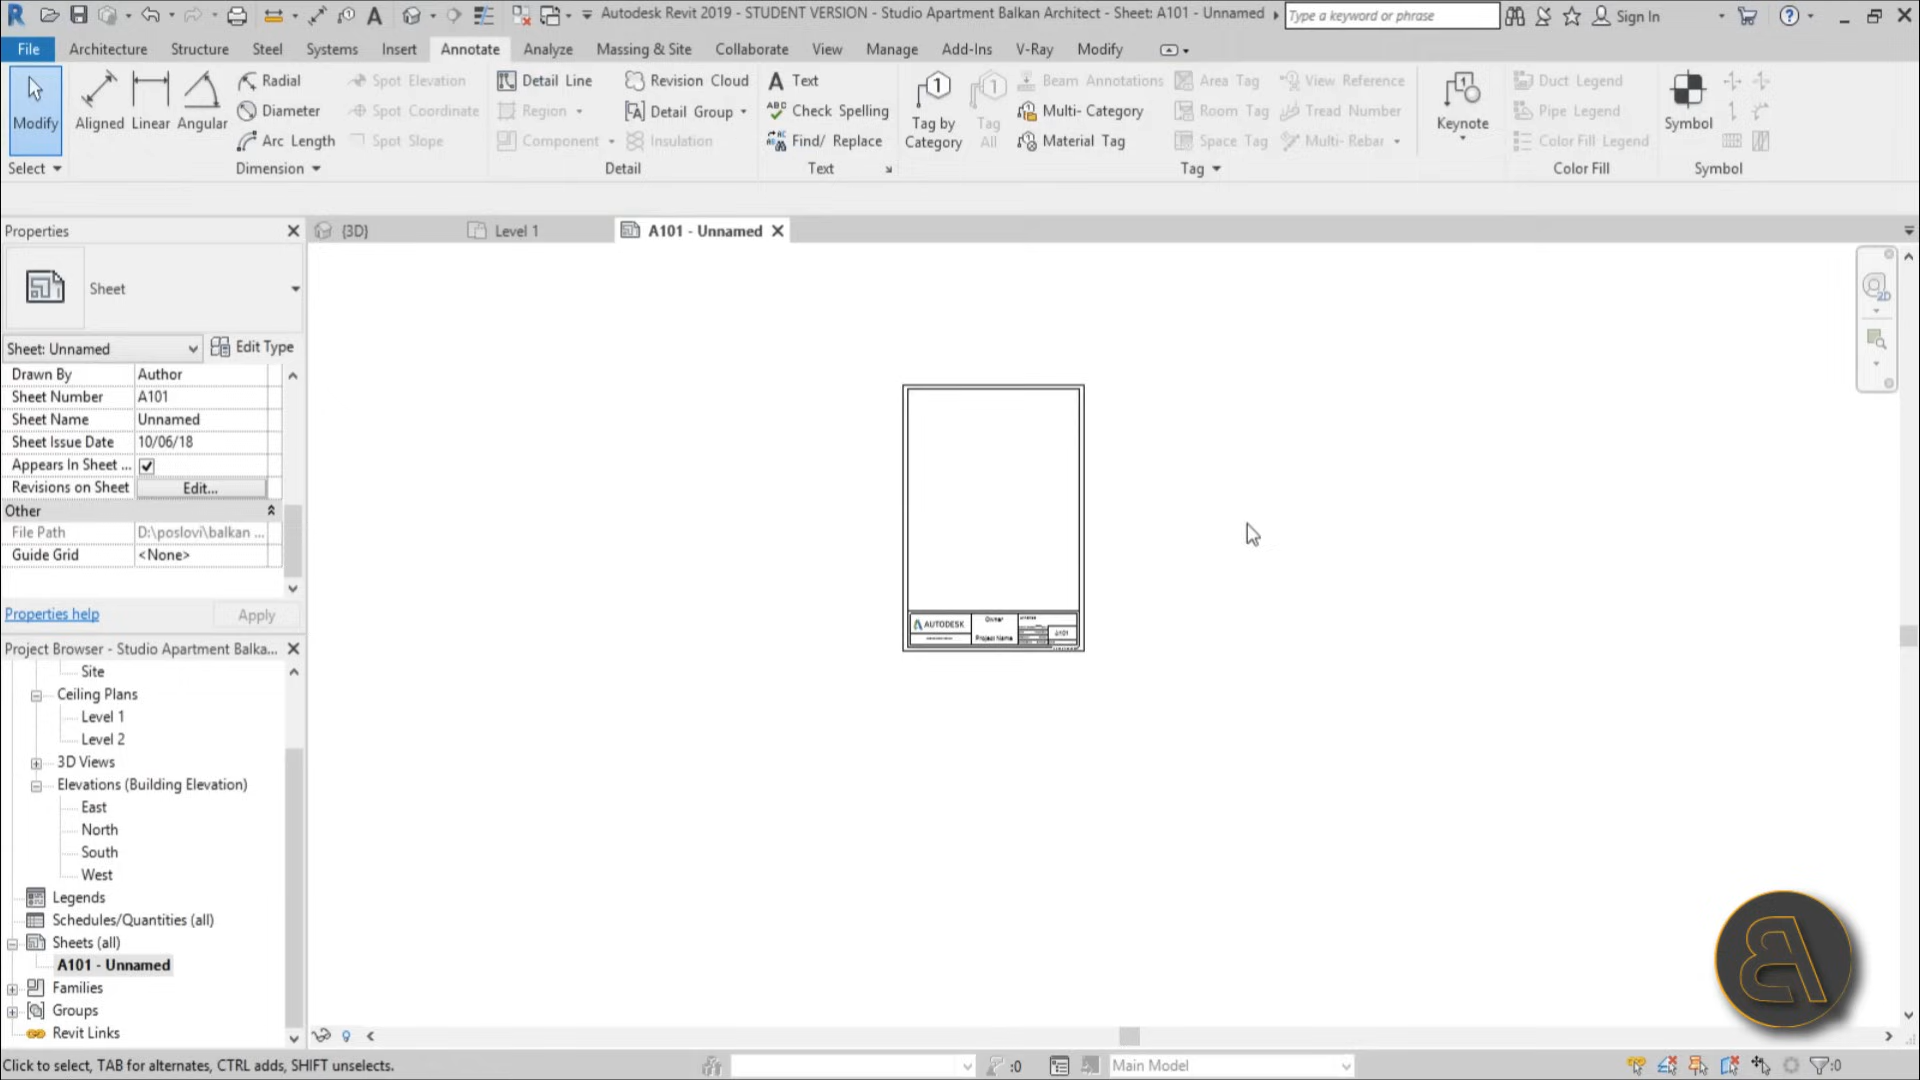 Autodesk Revit 2019 - STUDENT VERSION - Studio Apartment Balkan Architect - Sheet: A101 - Unnamed
Type a keyword or phrase
Sign In
File
Architecture
Structure
Steel
Systems
Insert
Annotate
Analyze
Massing & Site
Collaborate
View
Manage
Add-Ins
V-Ray
Modify
Modify
Aligned
Linear
Angular
Radial
Diameter
Arc Length
Spot Elevation
Spot Coordinate
Spot Slope
Detail Line
Region
Component
Revision Cloud
Detail Group
Insulation
Text
Check Spelling
Find/ Replace
Tag by
Category
Tag
All
Beam Annotations
Multi- Category
Material Tag
Area Tag
Room Tag
Space Tag
View Reference
Tread Number
Multi- Rebar
Keynote
Duct Legend
Pipe Legend
Color Fill Legend
Symbol
Select
Dimension
Detail
Text
Tag
Color Fill
Symbol
Properties
{3D}
Level 1
A101 - Unnamed
2D
Sheet
Sheet: Unnamed
Edit Type
Drawn By Author
Sheet Number A101
Sheet Name Unnamed
Sheet Issue Date 10/06/18
Appears In Sheet ...
Revisions on Sheet Edit...
Other
File Path D:\poslovi\balkan ...
Guide Grid <None>
Properties help
Apply
Project Browser - Studio Apartment Balka...
Site
Ceiling Plans
Level 1
Level 2
3D Views
Elevations (Building Elevation)
East
North
South
West
Legends
Schedules/Quantities (all)
Sheets (all)
A101 - Unnamed
Families
Groups
Revit Links
AUTODESK
Owner
Project Name
A101
Click to select, TAB for alternates, CTRL adds, SHIFT unselects.
:0
Main Model
:0